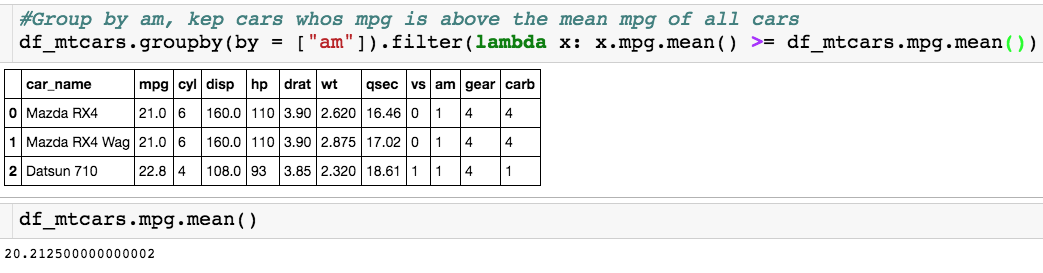 #Group by am, kep cars whos mpg is above the mean mpg of all cars
df_mtcars.groupby(by = ["am"]).filter(lambda x: x.mpg.mean() >= df_mtcars.mpg.mean())
car_name mpg cyl disp hp drat wt qsec vs am gear carb
0 Mazda RX4 21.0 6 160.0 110 3.90 2.620 16.46 0 1 4 4
1 Mazda RX4 Wag 21.0 6 160.0 110 3.90 2.875 17.02 0 1 4 4
2 Datsun 710 22.8 4 108.0 93 3.85 2.320 18.61 1 1 4 1
df_mtcars.mpg.mean()
20.212500000000002